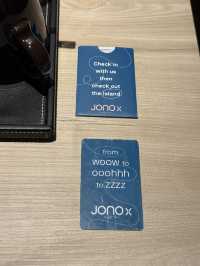 Check in
with us
then
check out
the island
JONO X
from
woow to
ooohhh
to ZZZZ
JONO X